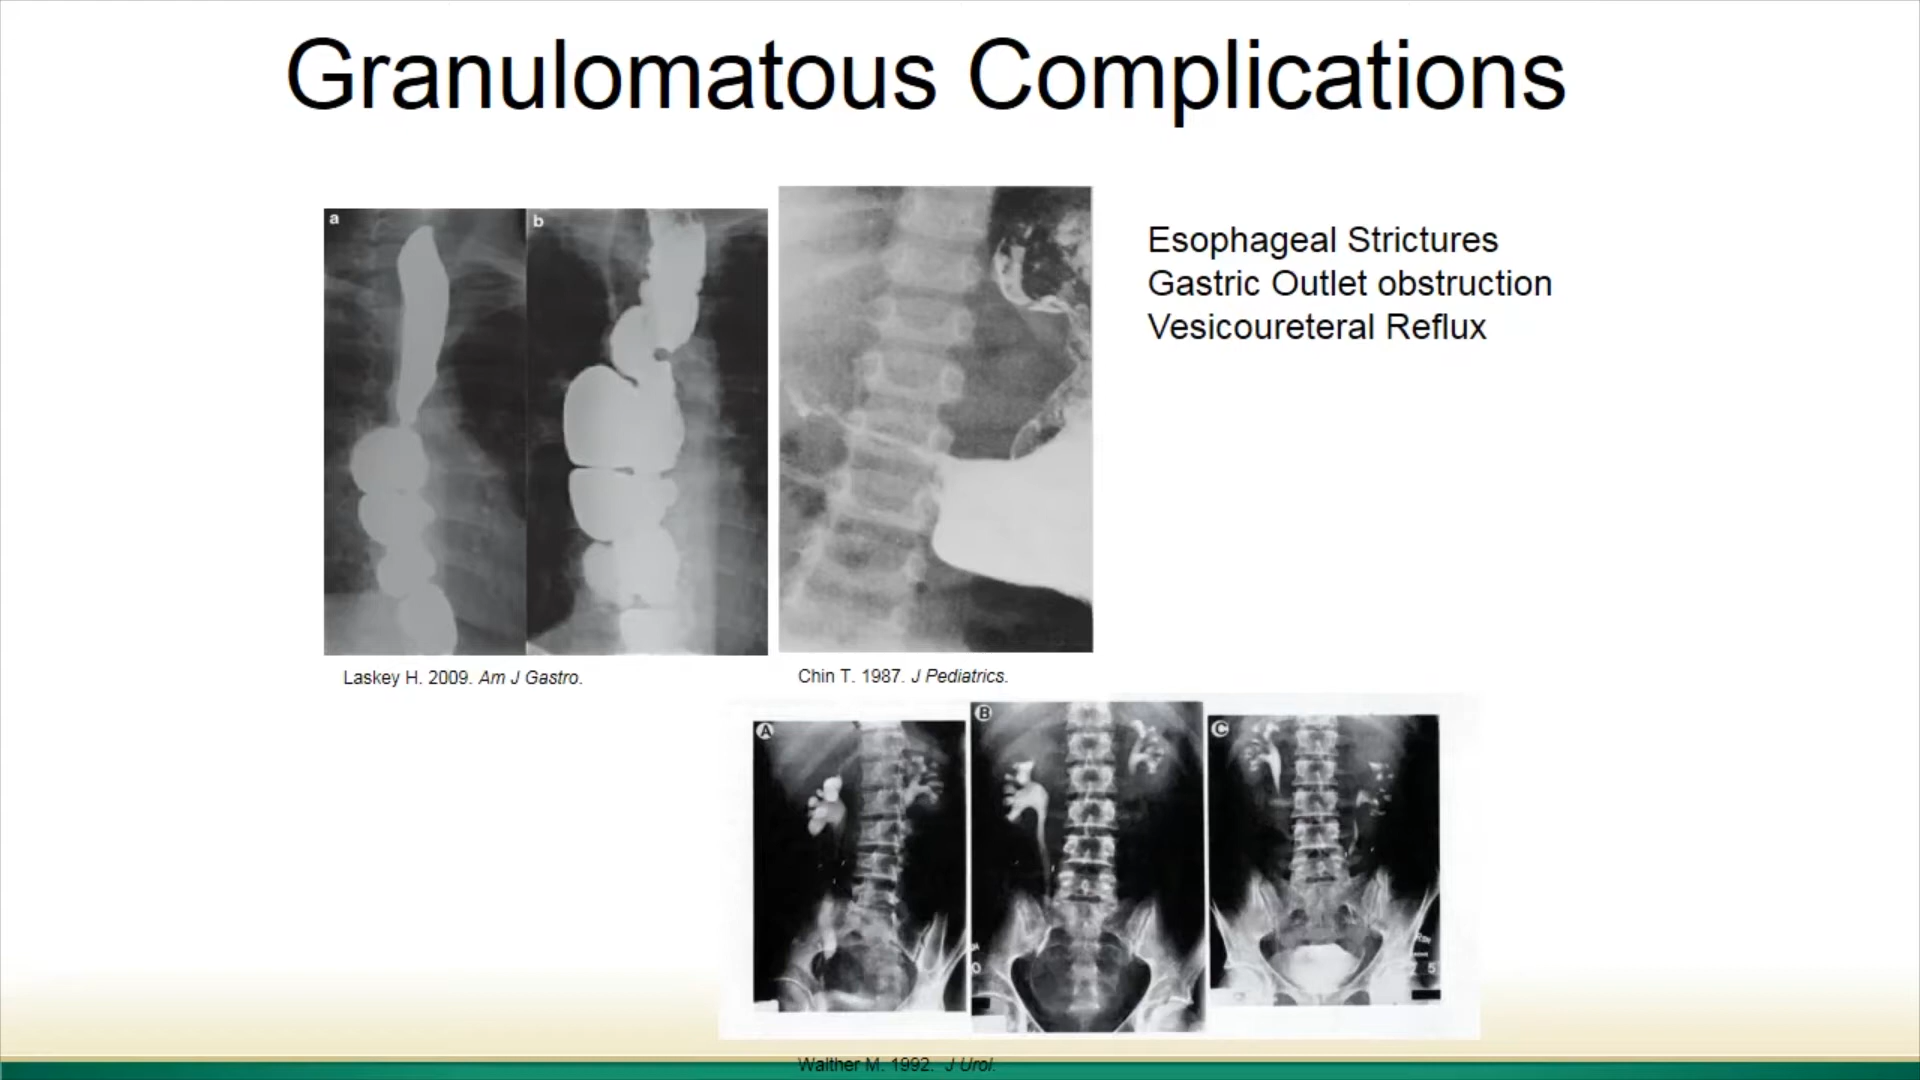 Granulomatous Complications
a
b
Esophageal Strictures
Gastric Outlet obstruction
Vesicoureteral Reflux
Laskey H. 2009. Am J Gastro.
Chin T. 1987. J Pediatrics.
A
B
C
Walther M. 1992. J Urol.